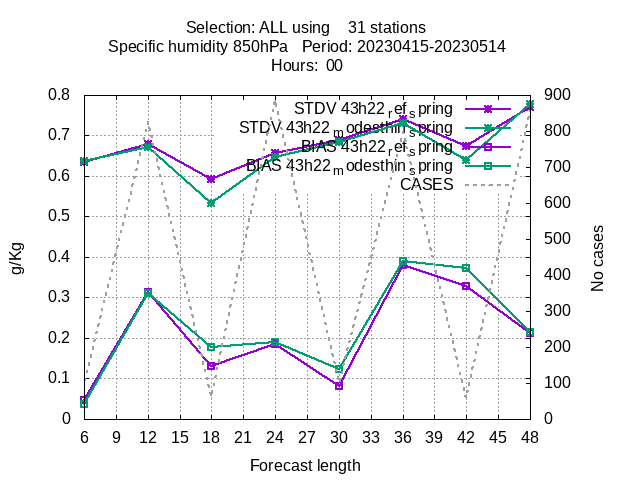 Selection: ALL using    31 stations
Specific humidity 850hPa   Period: 20230415-20230514
Hours:  00
STDV 43h22_ref_spring
STDV 43h22_modesthin_spring
BIAS 43h22_ref_spring
BIAS 43h22_modesthin_spring
CASES
g/Kg
0.8
0.7
0.6
0.5
0.4
0.3
0.2
0.1
0
No cases
900
800
700
600
500
400
300
200
100
0
6 9 12 15 18 21 24 27 30 33 36 39 42 45 48
Forecast length